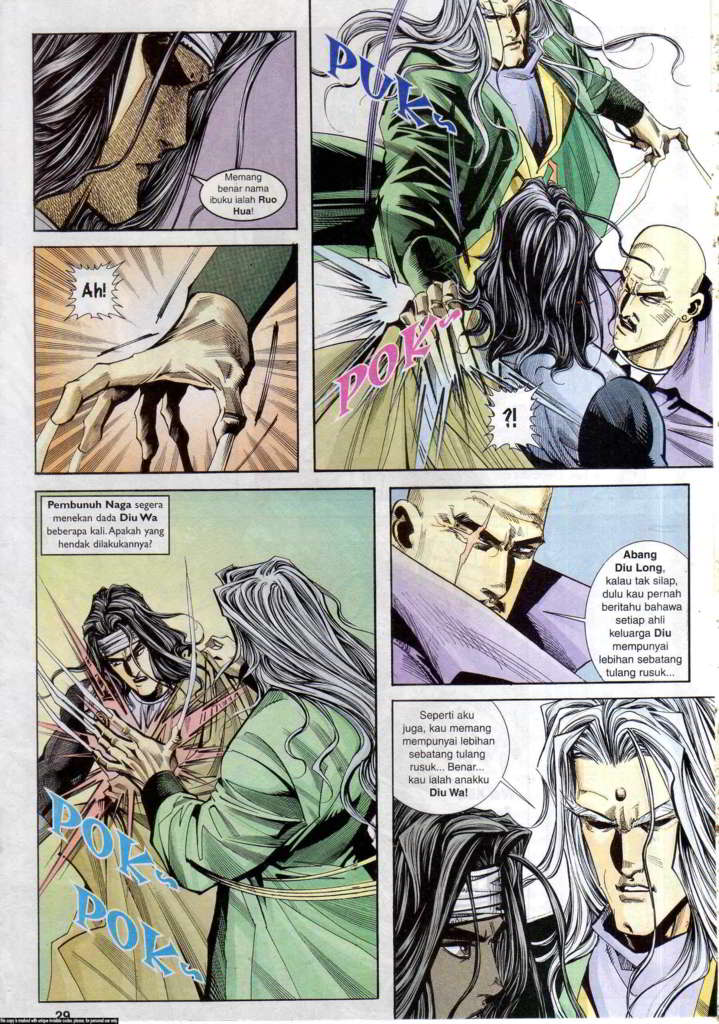 Memang
benar nama
ibuku ialah Ruo
Hua!
PUK~
POK~
?!
Ah!
Pembunuh Naga segera
menekan dada Diu Wa
beberapa kali. Apakah yang
hendak dilakukannya?
POK~
POK~
Abang
Diu Long,
kalau tak silap,
dulu kau pernah
beritahu bahawa
setiap ahli
keluarga Diu
mempunyai
lebihan sebatang
tulang rusuk...
Seperti aku
juga, kau memang
mempunyai lebihan
sebatang tulang
rusuk... Benar...
kau ialah anakku
Diu Wa!
29